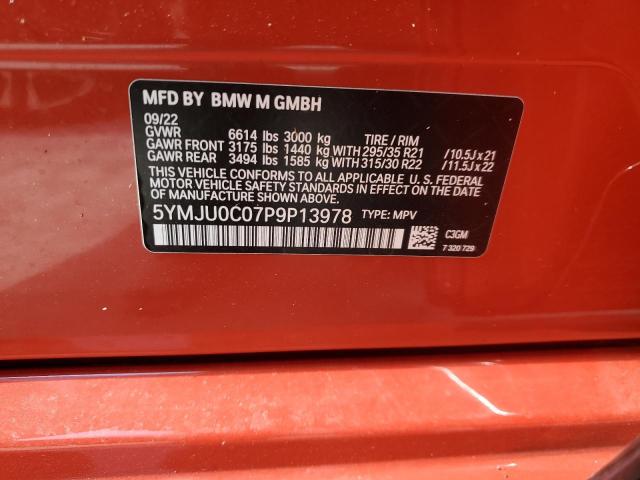 MFD BY BMW M GMBH
09/22
GVWR 6614 lbs 3000 kg TIRE / RIM
GAWR FRONT 3175 lbs 1440 kg WITH 295/35 R21 / 10.5J x 21
GAWR REAR 3494 lbs 1585 kg WITH 315/30 R22 / 11.5J x 22
THIS VEHICLE CONFORMS TO ALL APPLICABLE U. S. FEDERAL
MOTOR VEHICLE SAFETY STANDARDS IN EFFECT ON THE
DATE OF MANUFACTURE SHOWN ABOVE.
5YMJU0C07P9P13978 TYPE: MPV
C3GM
7 320 729